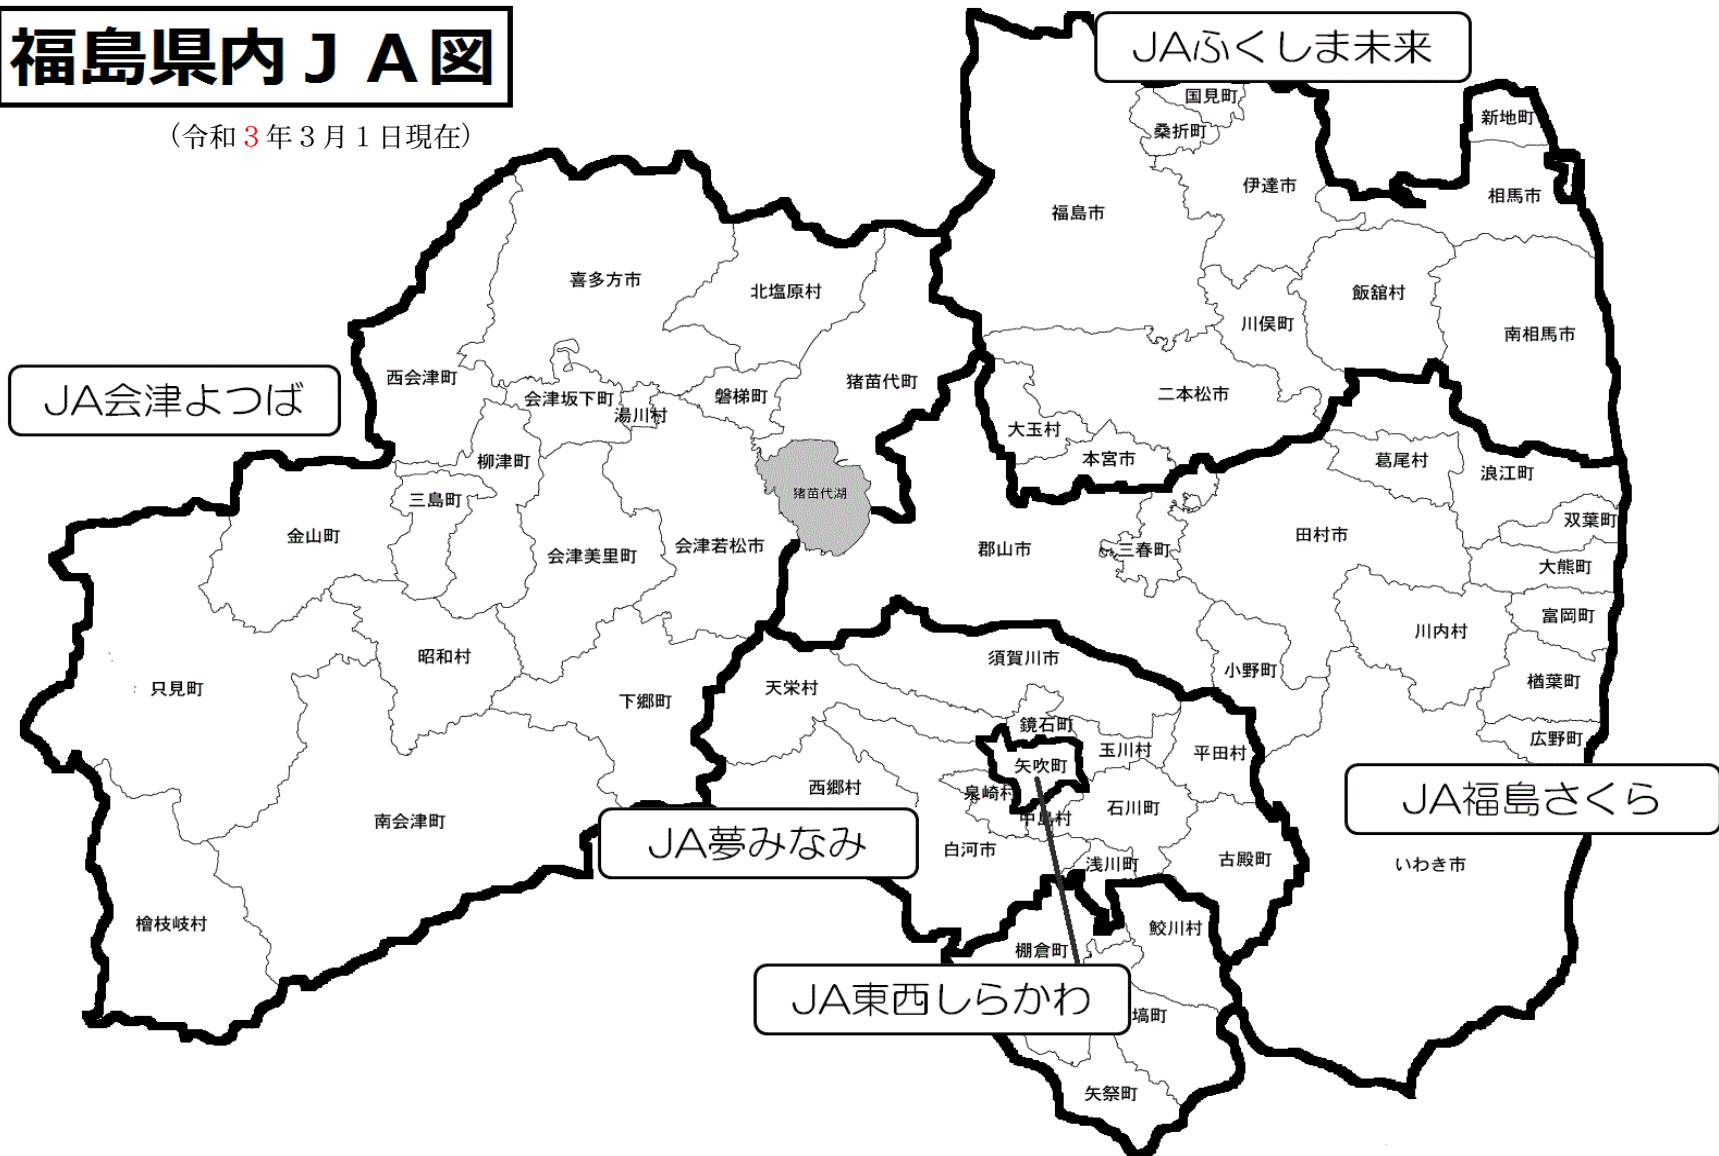 福島県内ＪＡ図
（令和３年３月１日現在）
JAふくしま未来
国見町
桑折町
新地町
伊達市
相馬市
福島市
喜多方市
北塩原村
飯舘村
川俣町
南相馬市
JA会津よつば
西会津町
会津坂下町
湯川村
磐梯町
猪苗代町
二本松市
大玉村
本宮市
葛尾村
浪江町
柳津町
三島町
猪苗代湖
双葉町
金山町
会津美里町
会津若松市
郡山市
三春町
田村市
大熊町
富岡町
川内村
昭和村
須賀川市
小野町
楢葉町
只見町
下郷町
天栄村
鏡石町
玉川村
平田村
広野町
矢吹町
西郷村
泉崎村
石川町
中島村
JA福島さくら
南会津町
JA夢みなみ
白河市
浅川町
古殿町
いわき市
檜枝岐村
鮫川村
棚倉町
JA東西しらかわ
塙町
矢祭町